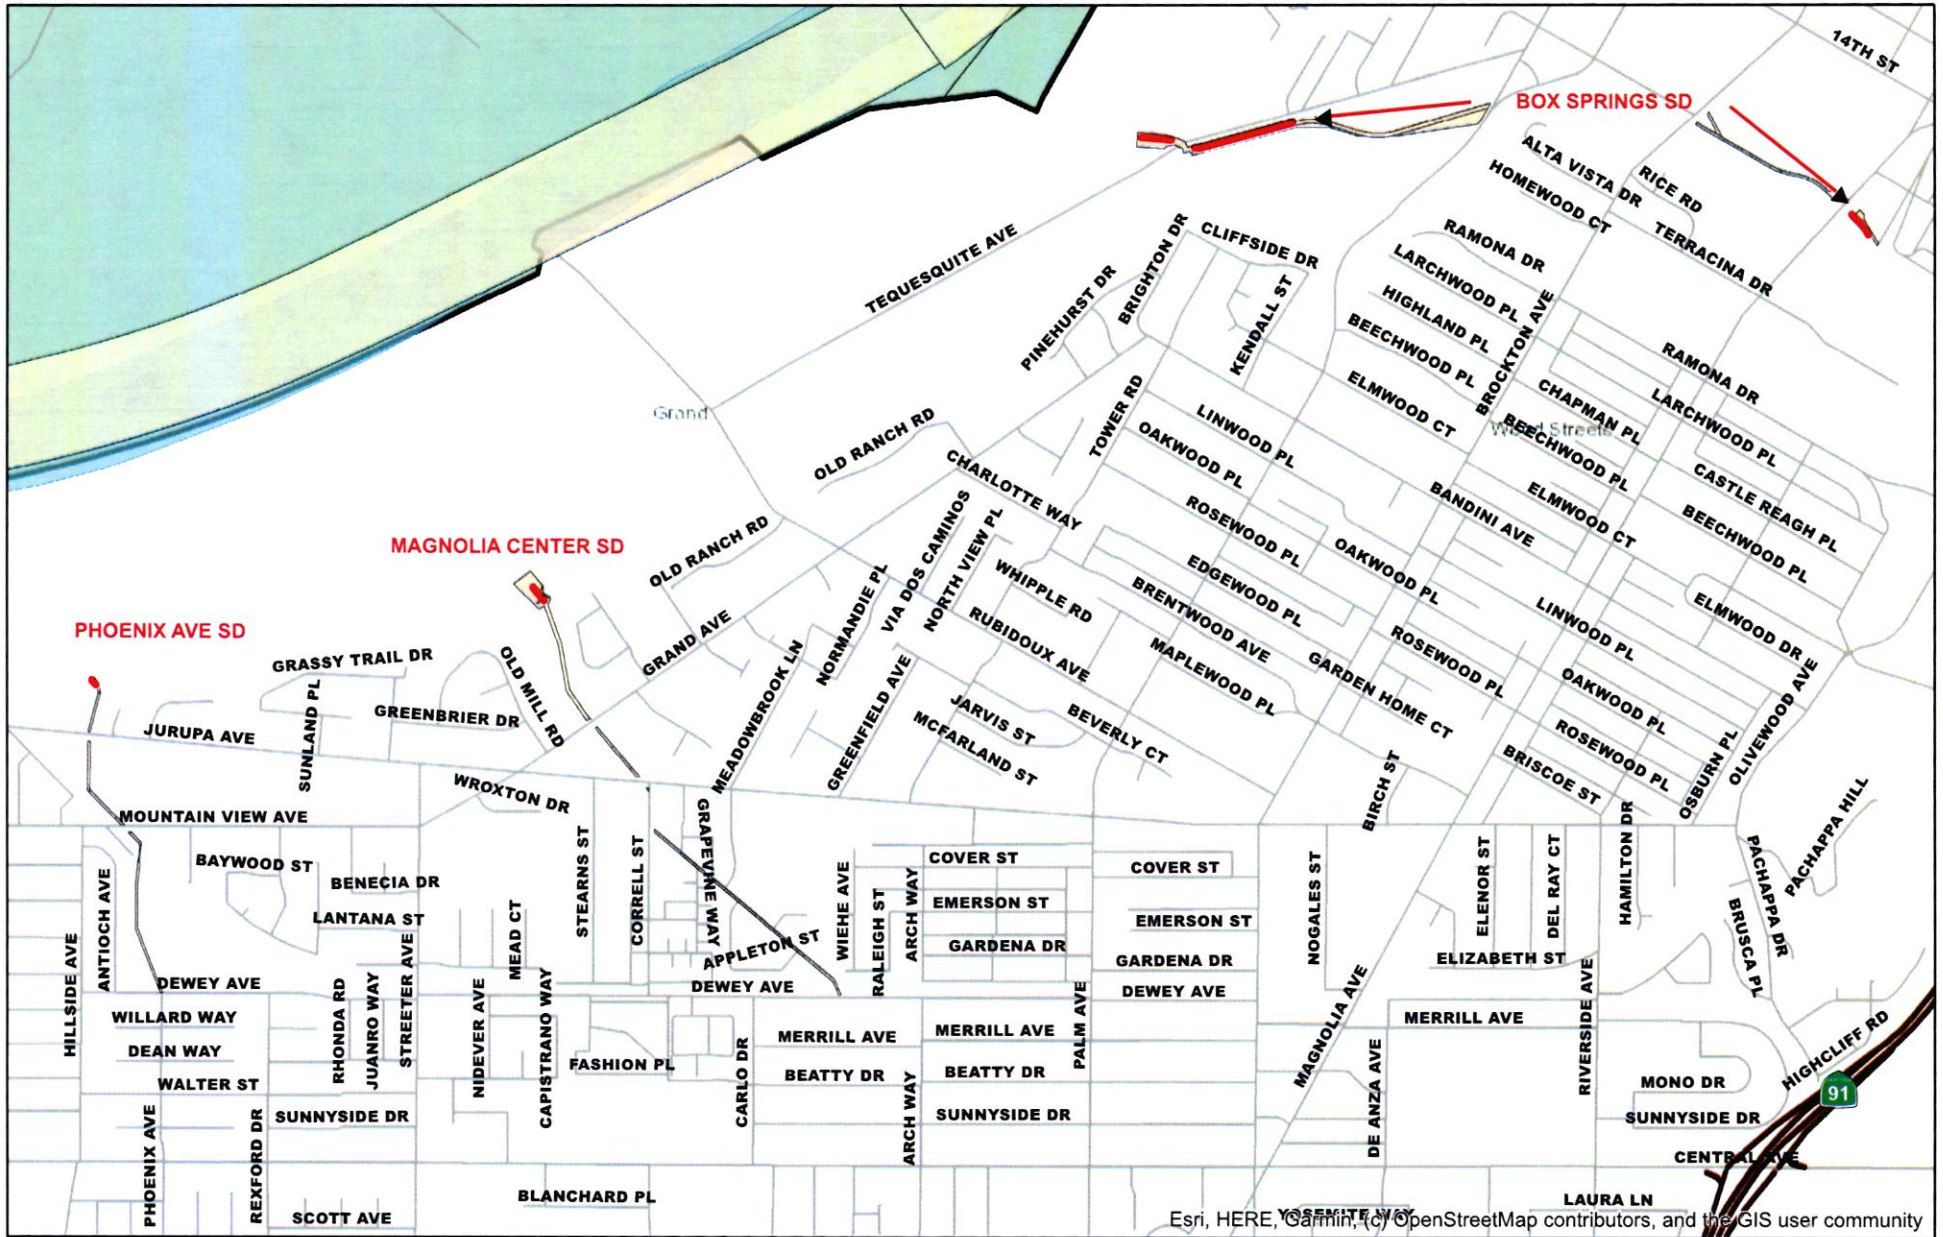 14TH ST
BOX SPRINGS SD
ALTA VISTA DR
RICE RD
HOMEWOOD CT
TERRACINA DR
RAMONA DR
LARCHWOOD PL
HIGHLAND PL
BEECHWOOD PL
BROCKTON AVE
CLIFFSIDE DR
BRIGHTON DR
PINEHURST DR
KENDALL ST
TEQUESQUITE AVE
ELMWOOD CT
RAMONA DR
CHAPMAN PL
LARCHWOOD PL
BEECHWOOD PL
Wood Streets
CASTLE REAGH PL
BEECHWOOD PL
Grand
TOWER RD
LINWOOD PL
OAKWOOD PL
OLD RANCH RD
CHARLOTTE WAY
BANDINI AVE
ELMWOOD CT
ROSEWOOD PL
OAKWOOD PL
EDGEWOOD PL
BRENTWOOD AVE
LINWOOD PL
ELMWOOD DR
OLIVEWOOD AVE
MAGNOLIA CENTER SD
OLD RANCH RD
VIA DOS CAMINOS
NORTH VIEW PL
WHIPPLE RD
NORMANDIE PL
RUBIDOUX AVE
GRAND AVE
MAPLEWOOD PL
GARDEN HOME CT
ROSEWOOD PL
OAKWOOD PL
ROSEWOOD PL
BRISCOE ST
OSBURN PL
PHOENIX AVE SD
GRASSY TRAIL DR
OLD MILL RD
SUNLAND PL
GREENBRIER DR
JURUPA AVE
MEADOWBROOK LN
GREENFIELD AVE
JARVIS ST
MCFARLAND ST
BEVERLY CT
BIRCH ST
WROXTON DR
MOUNTAIN VIEW AVE
BAYWOOD ST
BENECIA DR
LANTANA ST
STEARNS ST
CORRELL ST
GRAPEVINE WAY
APPLETON ST
WIEHE AVE
RALEIGH ST
ARCH WAY
COVER ST
EMERSON ST
GARDENA DR
COVER ST
EMERSON ST
GARDENA DR
DEWEY AVE
NOGALES ST
ELENOR ST
DEL RAY CT
HAMILTON DR
PACHAPPA DR
PACHAPPA HILL
BRUSCA PL
ELIZABETH ST
HILLSIDE AVE
ANTIOCH AVE
DEWEY AVE
MEAD CT
DEWEY AVE
WILLARD WAY
DEAN WAY
WALTER ST
RHONDA RD
JUANRO WAY
STREETER AVE
NIDEVER AVE
CAPISTRANO WAY
FASHION PL
CARLO DR
MERRILL AVE
BEATTY DR
ARCH WAY
MERRILL AVE
BEATTY DR
SUNNYSIDE DR
PALM AVE
MAGNOLIA AVE
MERRILL AVE
DE ANZA AVE
RIVERSIDE AVE
MONO DR
SUNNYSIDE DR
HIGHCLIFF RD
91
CENTRAL AVE
PHOENIX AVE
REXFORD DR
SUNNYSIDE DR
SCOTT AVE
BLANCHARD PL
LAURA LN
YOSEMITE WAY
Esri, HERE, Garmin, (c) OpenStreetMap contributors, and the GIS user community